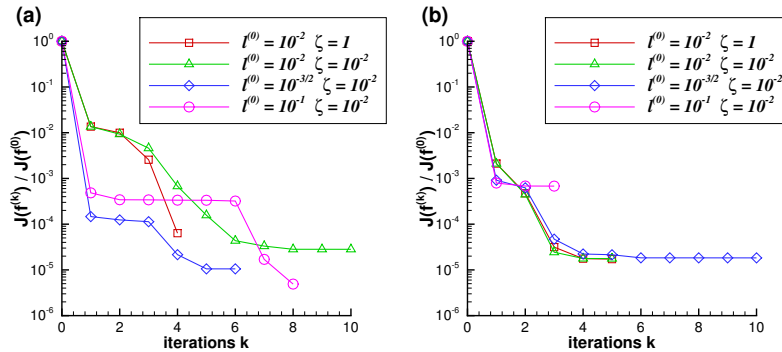 (a)
l^(0) = 10^-2 ζ = 1
l^(0) = 10^-2 ζ = 10^-2
l^(0) = 10^-3/2 ζ = 10^-2
l^(0) = 10^-1 ζ = 10^-2
10^0
10^-1
10^-2
10^-3
10^-4
10^-5
10^-6
J(f^(k)) / J(f^(0))
0 2 4 6 8 10
iterations k
(b)
l^(0) = 10^-2 ζ = 1
l^(0) = 10^-2 ζ = 10^-2
l^(0) = 10^-3/2 ζ = 10^-2
l^(0) = 10^-1 ζ = 10^-2
10^0
10^-1
10^-2
10^-3
10^-4
10^-5
10^-6
J(f^(k)) / J(f^(0))
0 2 4 6 8 10
iterations k